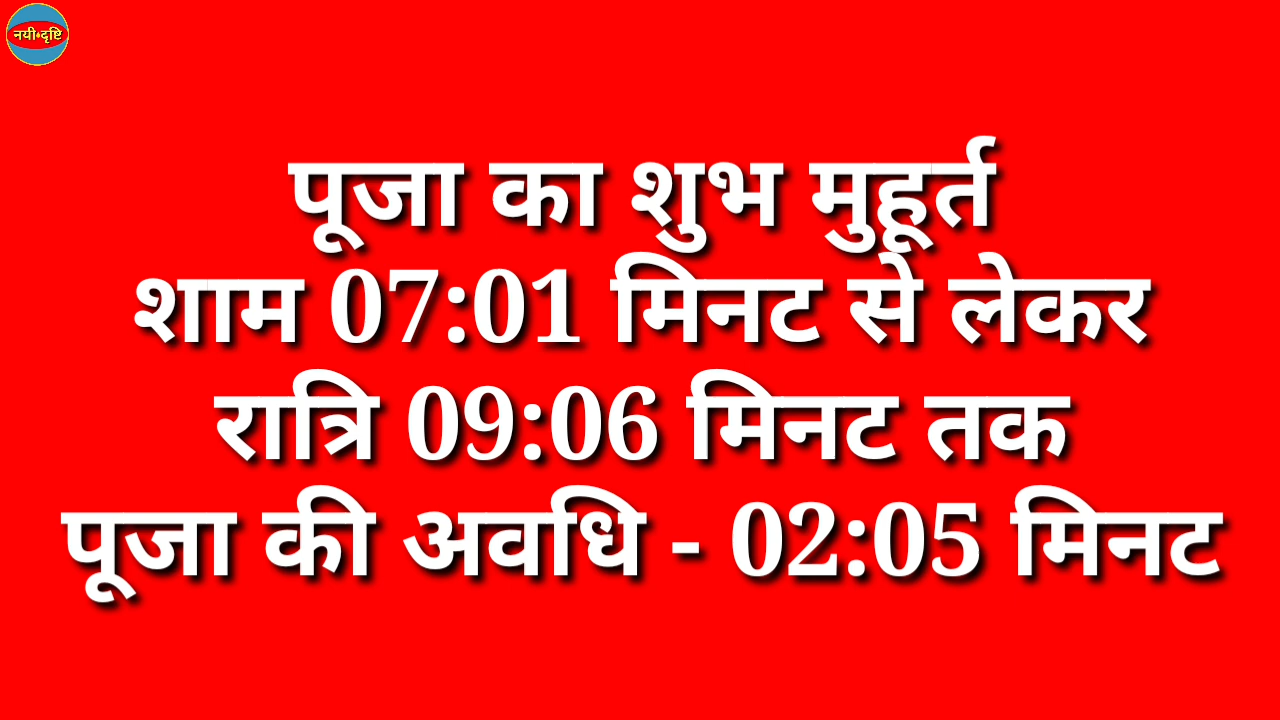 नयी•दृष्टि
पूजा का शुभ मुहूर्त
शाम 07:01 मिनट से लेकर
रात्रि 09:06 मिनट तक
पूजा की अवधि - 02:05 मिनट